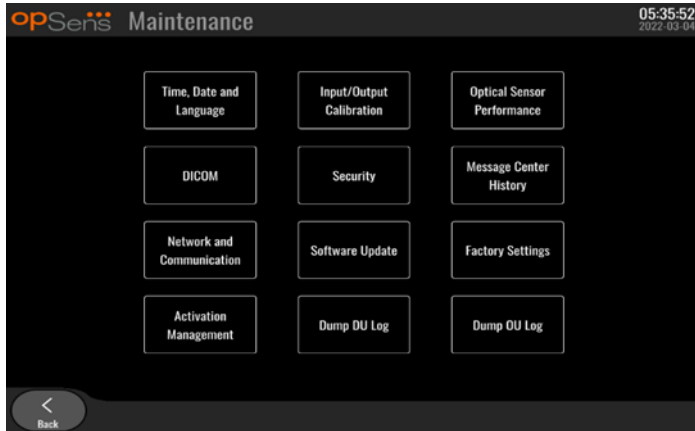 opSens Maintenance
05:35:52
2022-03-04
Time, Date and
Language
Input/Output
Calibration
Optical Sensor
Performance
DICOM
Security
Message Center
History
Network and
Communication
Software Update
Factory Settings
Activation
Management
Dump DU Log
Dump OU Log
Back